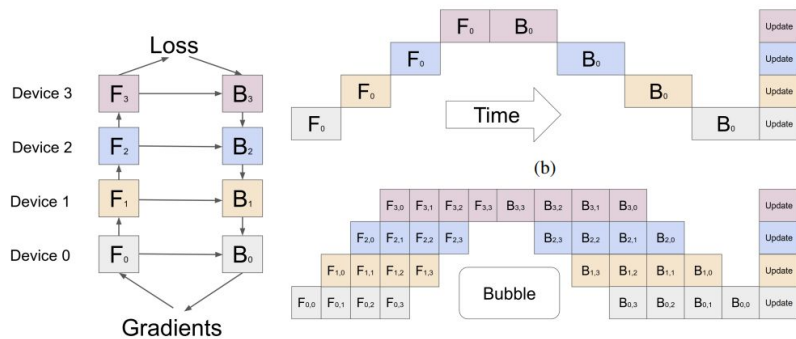 Loss
Device 3 F3 B3
Device 2 F2 B2
Device 1 F1 B1
Device 0 F0 B0
Gradients
F0 B0 Update
F0 B0 Update
F0 B0 Update
F0 Time B0 Update
(b)
F3,0 F3,1 F3,2 F3,3 B3,3 B3,2 B3,1 B3,0 Update
F2,0 F2,1 F2,2 F2,3 B2,3 B2,2 B2,1 B2,0 Update
F1,0 F1,1 F1,2 F1,3 B1,3 B1,2 B1,1 B1,0 Update
F0,0 F0,1 F0,2 F0,3 Bubble B0,3 B0,2 B0,1 B0,0 Update